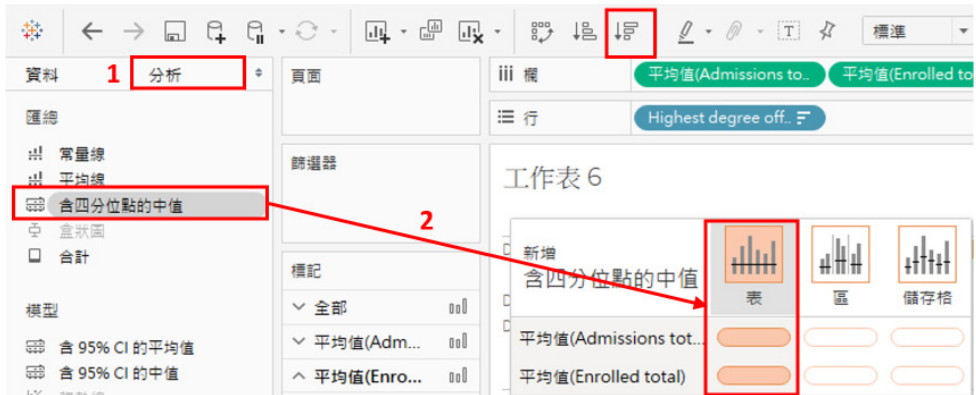 標準
資料
1
分析
頁面
iii 欄
平均值(Admissions to..
平均值(Enrolled to
匯總
行
Highest degree off..
常量線
平均線
含四分位點的中值
盒狀圖
合計
篩選器
工作表 6
2
新增
含四分位點的中值
表
區
儲存格
標記
全部
平均值(Adm...
平均值(Enro...
平均值(Admissions tot...
平均值(Enrolled total)
模型
含 95% CI 的平均值
含 95% CI 的中值